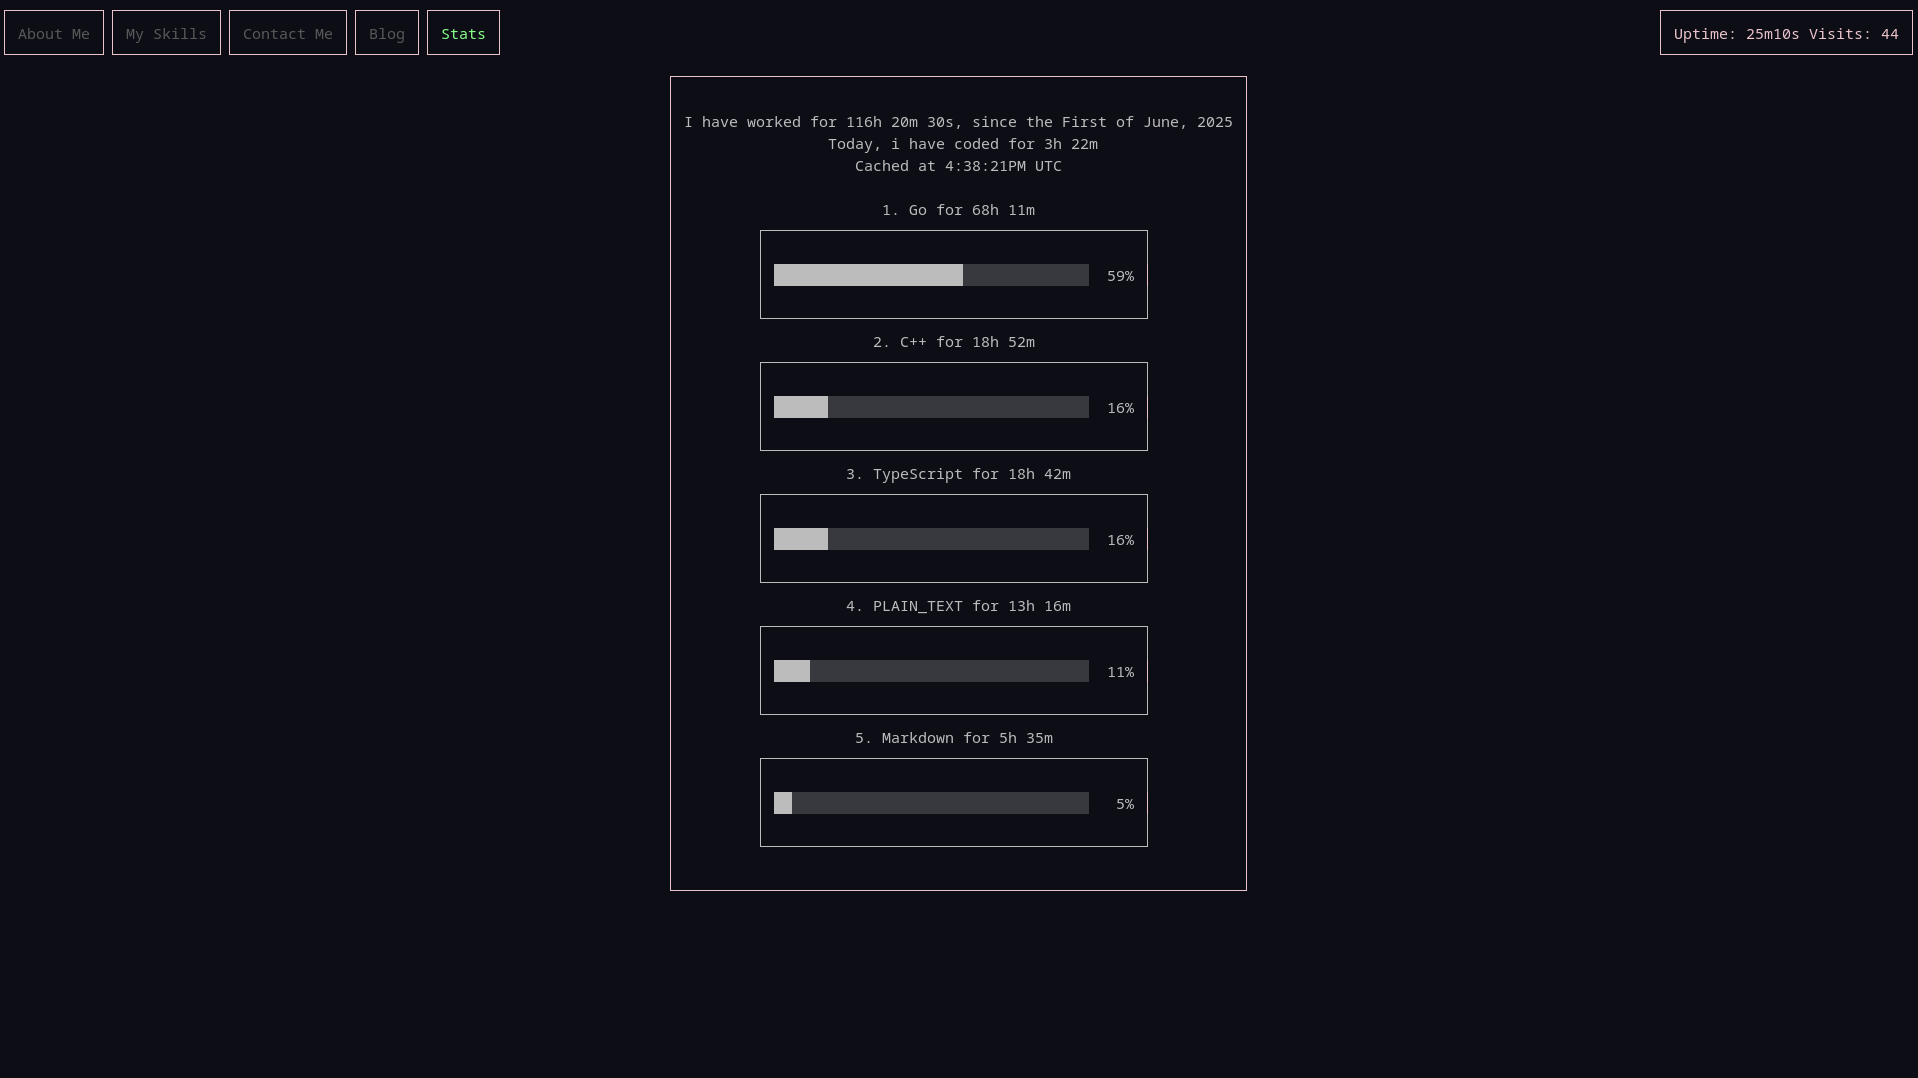 About Me My Skills Contact Me Blog Stats Uptime: 25m10s Visits: 44
I have worked for 116h 20m 30s, since the First of June, 2025
Today, i have coded for 3h 22m
Cached at 4:38:21PM UTC
1. Go for 68h 11m
59%
2. C++ for 18h 52m
16%
3. TypeScript for 18h 42m
16%
4. PLAIN_TEXT for 13h 16m
11%
5. Markdown for 5h 35m
5%